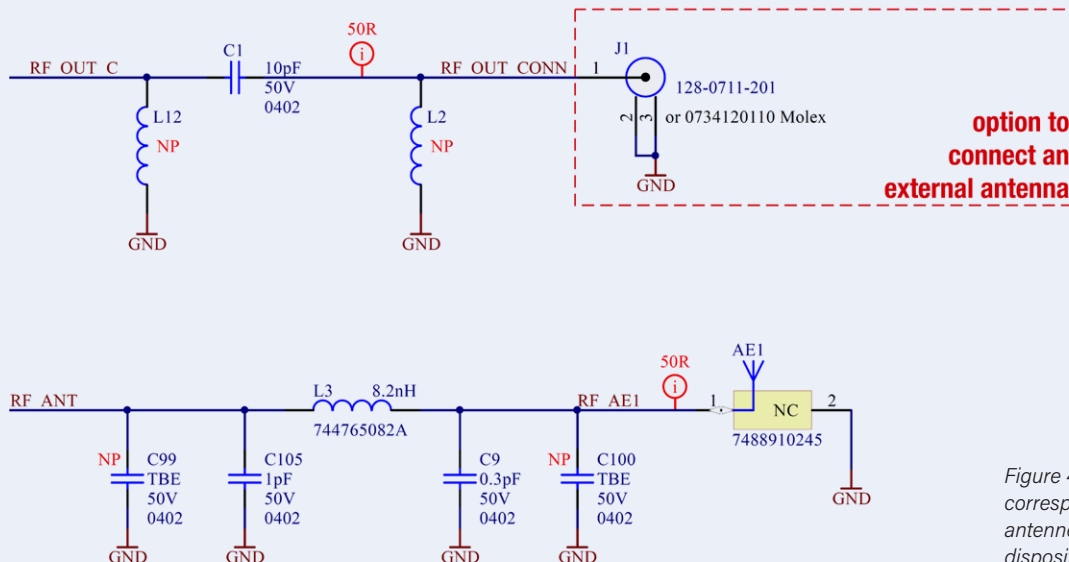 50R
i
RF_OUT_C
C1
10pF
50V
0402
RF_OUT_CONN
1
J1
128-0711-201
2
3
or 0734120110 Molex
GND
L12
NP
GND
L2
NP
GND
option to
connect an
external antenna
RF_ANT
L3
8.2nH
744765082A
RF_AE1
50R
i
1
AE1
NC
2
7488910245
GND
NP
C99
TBE
50V
0402
GND
C105
1pF
50V
0402
GND
C9
0.3pF
50V
0402
GND
NP
C100
TBE
50V
0402
GND
Figure 4
corresp
antenne
disposi